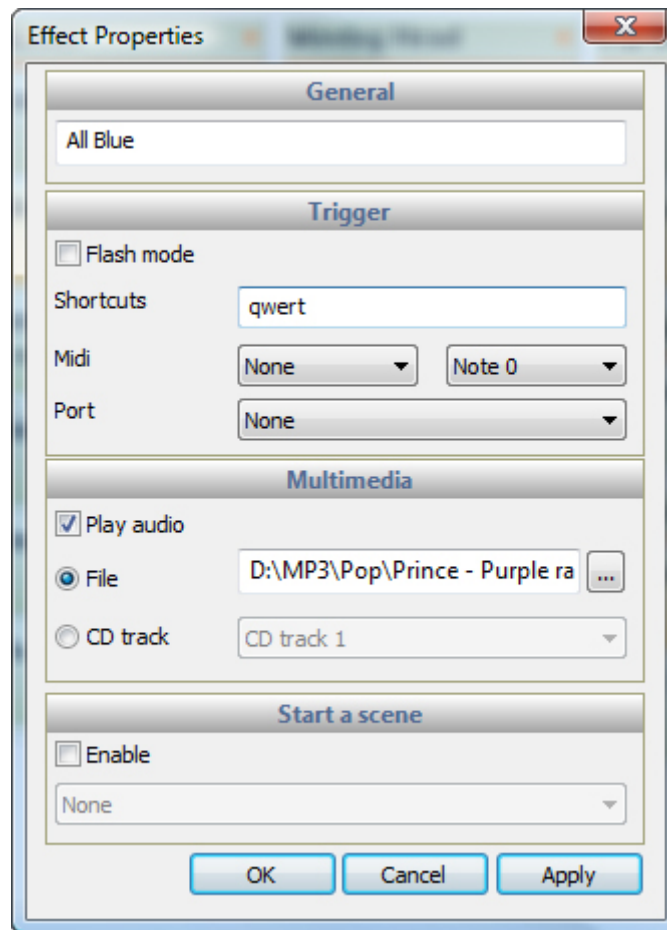 Effect Properties
General
All Blue
Trigger
Flash mode
Shortcuts
qwert
Midi
None
Note 0
Port
None
Multimedia
Play audio
File
D:\MP3\Pop\Prince - Purple ra
...
CD track
CD track 1
Start a scene
Enable
None
OK
Cancel
Apply